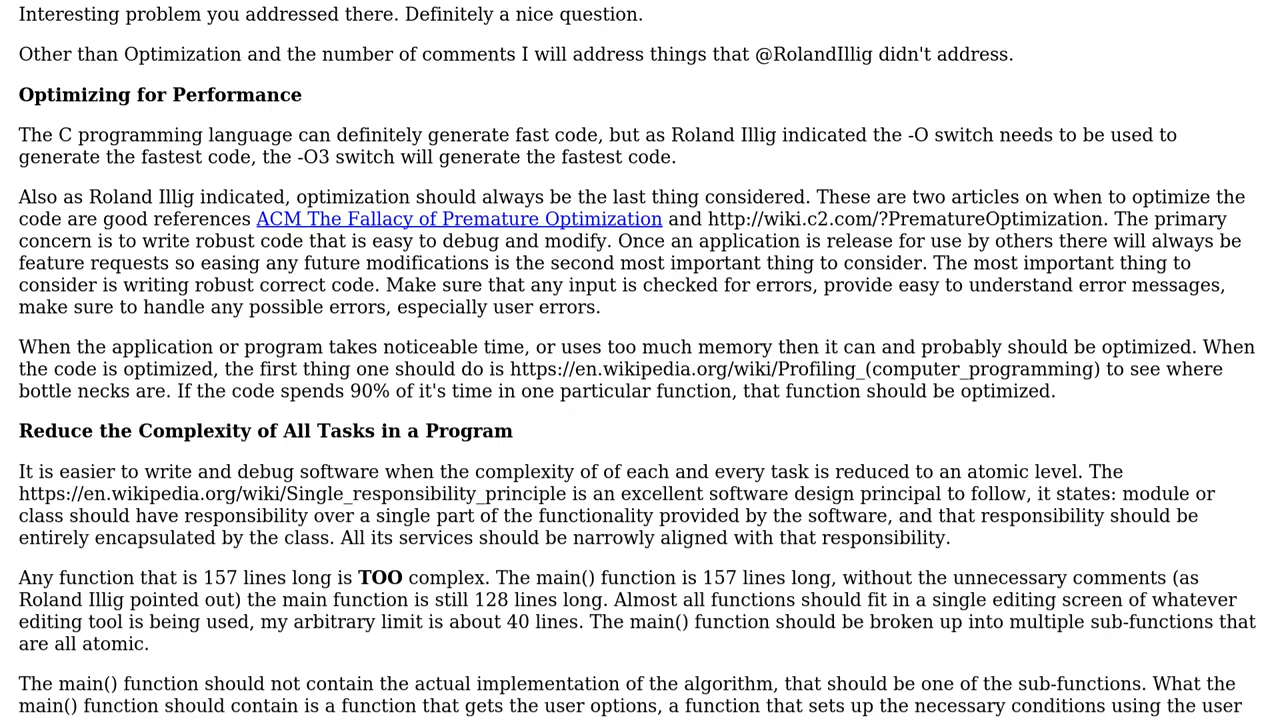 Interesting problem you addressed there. Definitely a nice question.
Other than Optimization and the number of comments I will address things that @RolandIllig didn't address.
Optimizing for Performance
The C programming language can definitely generate fast code, but as Roland Illig indicated the -O switch needs to be used to
generate the fastest code, the -O3 switch will generate the fastest code.
Also as Roland Illig indicated, optimization should always be the last thing considered. These are two articles on when to optimize the
code are good references ACM The Fallacy of Premature Optimization and http://wiki.c2.com/?PrematureOptimization. The primary
concern is to write robust code that is easy to debug and modify. Once an application is release for use by others there will always be
feature requests so easing any future modifications is the second most important thing to consider. The most important thing to
consider is writing robust correct code. Make sure that any input is checked for errors, provide easy to understand error messages,
make sure to handle any possible errors, especially user errors.
When the application or program takes noticeable time, or uses too much memory then it can and probably should be optimized. When
the code is optimized, the first thing one should do is https://en.wikipedia.org/wiki/Profiling_(computer_programming) to see where
bottle necks are. If the code spends 90% of it's time in one particular function, that function should be optimized.
Reduce the Complexity of All Tasks in a Program
It is easier to write and debug software when the complexity of of each and every task is reduced to an atomic level. The
https://en.wikipedia.org/wiki/Single_responsibility_principle is an excellent software design principal to follow, it states: module or
class should have responsibility over a single part of the functionality provided by the software, and that responsibility should be
entirely encapsulated by the class. All its services should be narrowly aligned with that responsibility.
Any function that is 157 lines long is TOO complex. The main() function is 157 lines long, without the unnecessary comments (as
Roland Illig pointed out) the main function is still 128 lines long. Almost all functions should fit in a single editing screen of whatever
editing tool is being used, my arbitrary limit is about 40 lines. The main() function should be broken up into multiple sub-functions that
are all atomic.
The main() function should not contain the actual implementation of the algorithm, that should be one of the sub-functions. What the
main() function should contain is a function that gets the user options, a function that sets up the necessary conditions using the user